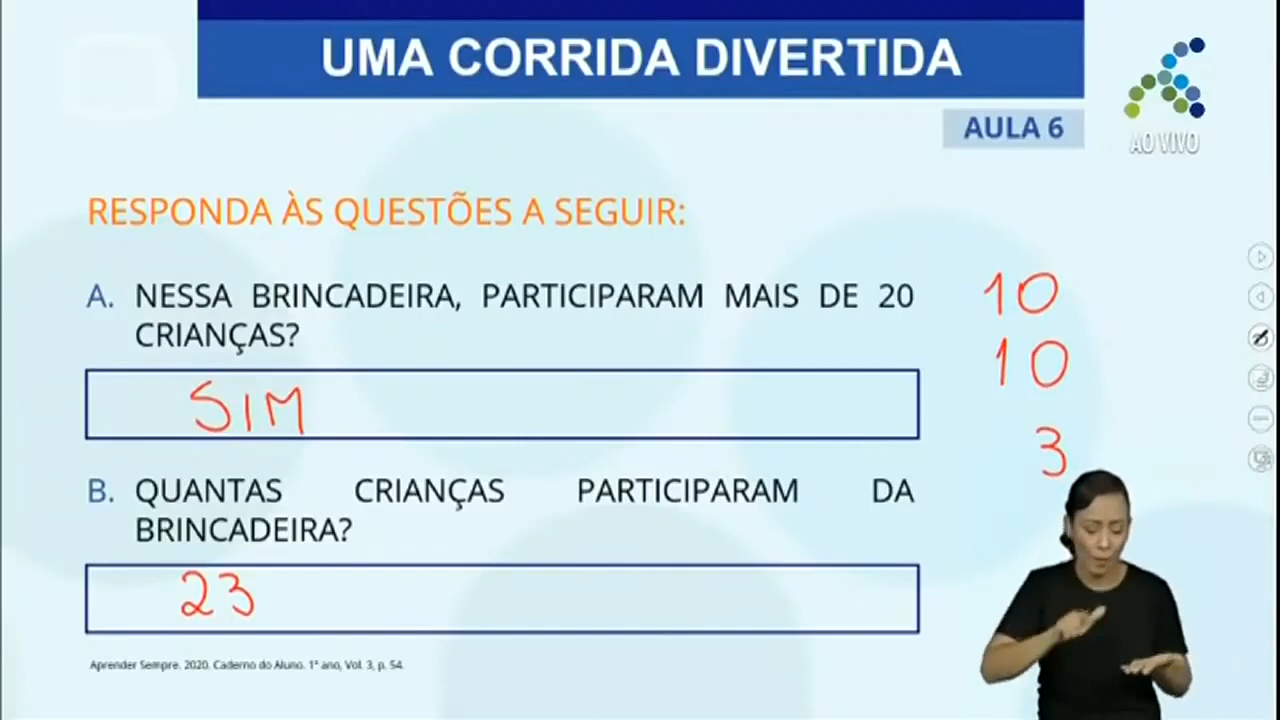 UMA CORRIDA DIVERTIDA
AULA 6
AO VIVO
RESPONDA ÀS QUESTÕES A SEGUIR:
A. NESSA BRINCADEIRA, PARTICIPARAM MAIS DE 20
CRIANÇAS?
10
10
3
SIM
B. QUANTAS CRIANÇAS PARTICIPARAM DA
BRINCADEIRA?
23
Aprender Sempre. 2020. Caderno do Aluno. 1° ano, Vol. 3, p. 54.